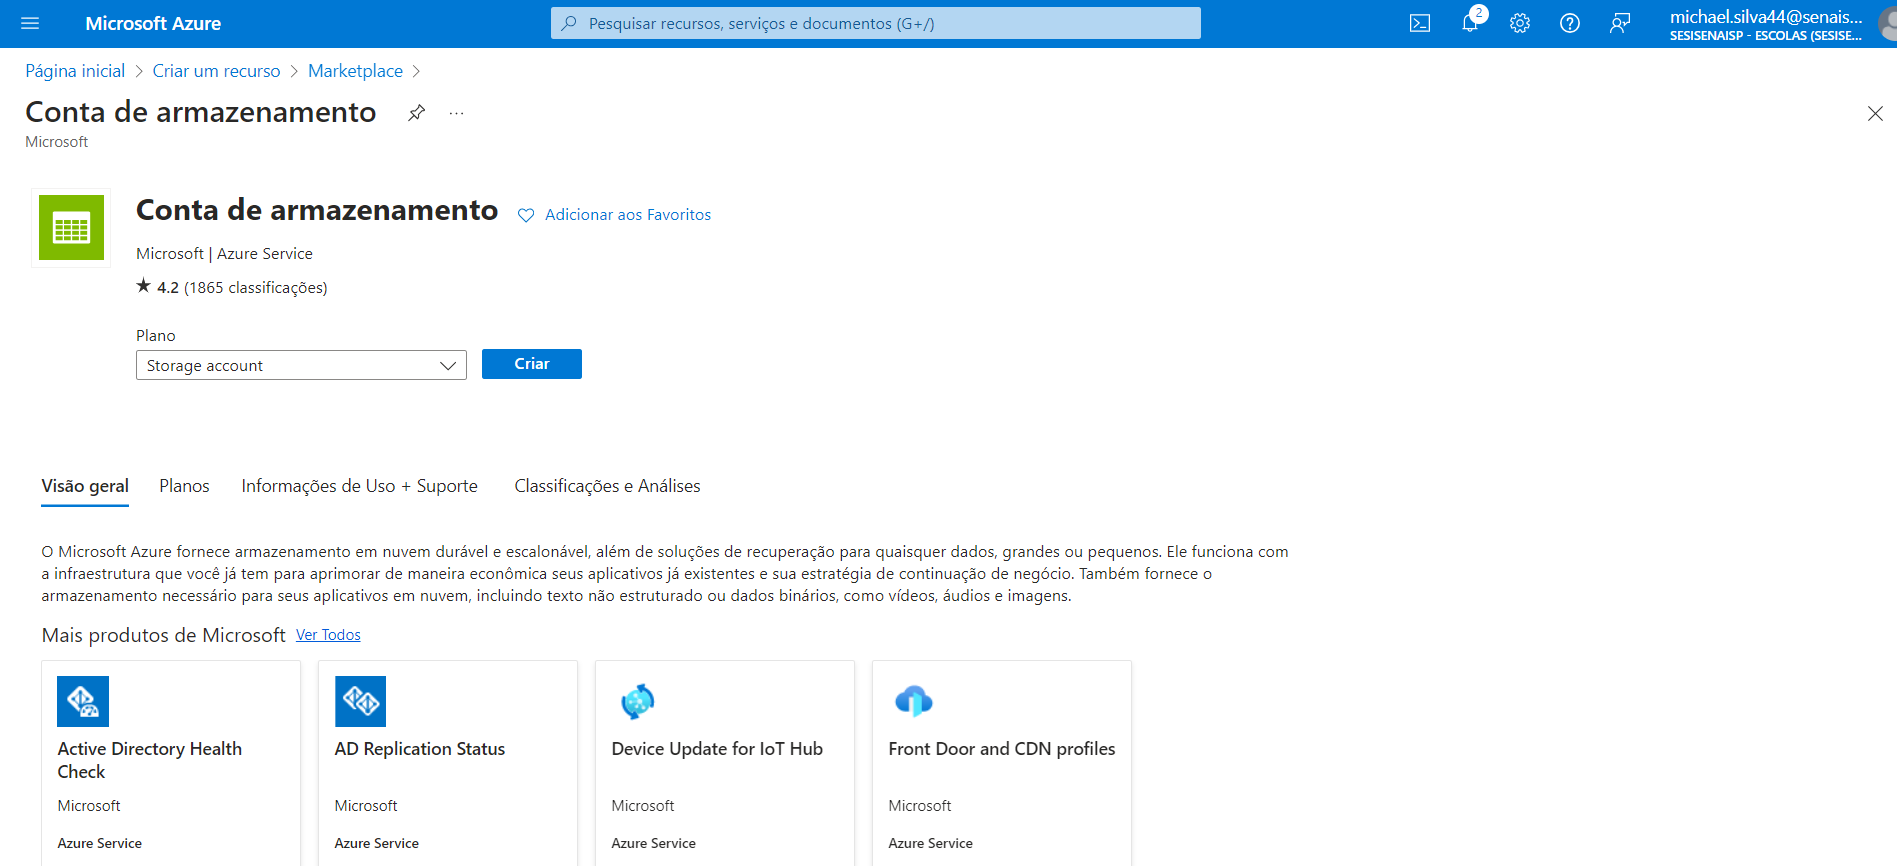 Microsoft Azure
Pesquisar recursos, serviços e documentos (G+/)
2
michael.silva44@senais...
SESISENAISP - ESCOLAS (SESISE...
Página inicial > Criar um recurso > Marketplace >
Conta de armazenamento ...
Microsoft
Conta de armazenamento
Adicionar aos Favoritos
Microsoft | Azure Service
★ 4.2 (1865 classificações)
Plano
Storage account
Criar
Visão geral Planos Informações de Uso + Suporte Classificações e Análises
O Microsoft Azure fornece armazenamento em nuvem durável e escalonável, além de soluções de recuperação para quaisquer dados, grandes ou pequenos. Ele funciona com
a infraestrutura que você já tem para aprimorar de maneira econômica seus aplicativos já existentes e sua estratégia de continuação de negócio. Também fornece o
armazenamento necessário para seus aplicativos em nuvem, incluindo texto não estruturado ou dados binários, como vídeos, áudios e imagens.
Mais produtos de Microsoft Ver Todos
Active Directory Health
Check
Microsoft
Azure Service
AD Replication Status
Microsoft
Azure Service
Device Update for IoT Hub
Microsoft
Azure Service
Front Door and CDN profiles
Microsoft
Azure Service